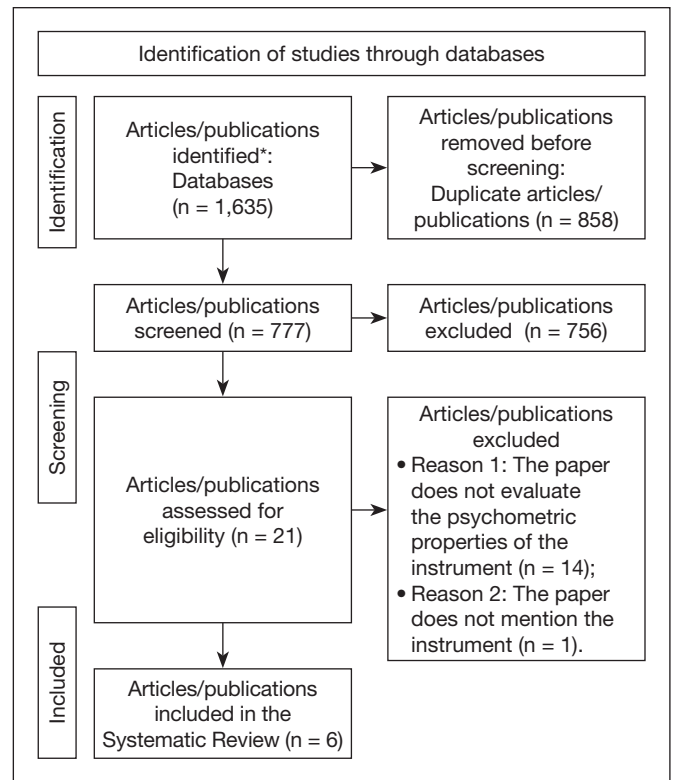 Identification of studies through databases
Identification
Articles/publications
identified*:
Databases
(n = 1,635)
Articles/publications
removed before
screening:
Duplicate articles/
publications (n = 858)
Screening
Articles/publications
screened (n = 777)
Articles/publications
excluded (n = 756)
Articles/publications
assessed for
eligibility (n = 21)
Articles/publications
excluded
• Reason 1: The paper
does not evaluate
the psychometric
properties of the
instrument (n = 14);
• Reason 2: The paper
does not mention the
instrument (n = 1).
Included
Articles/publications
included in the
Systematic Review (n = 6)